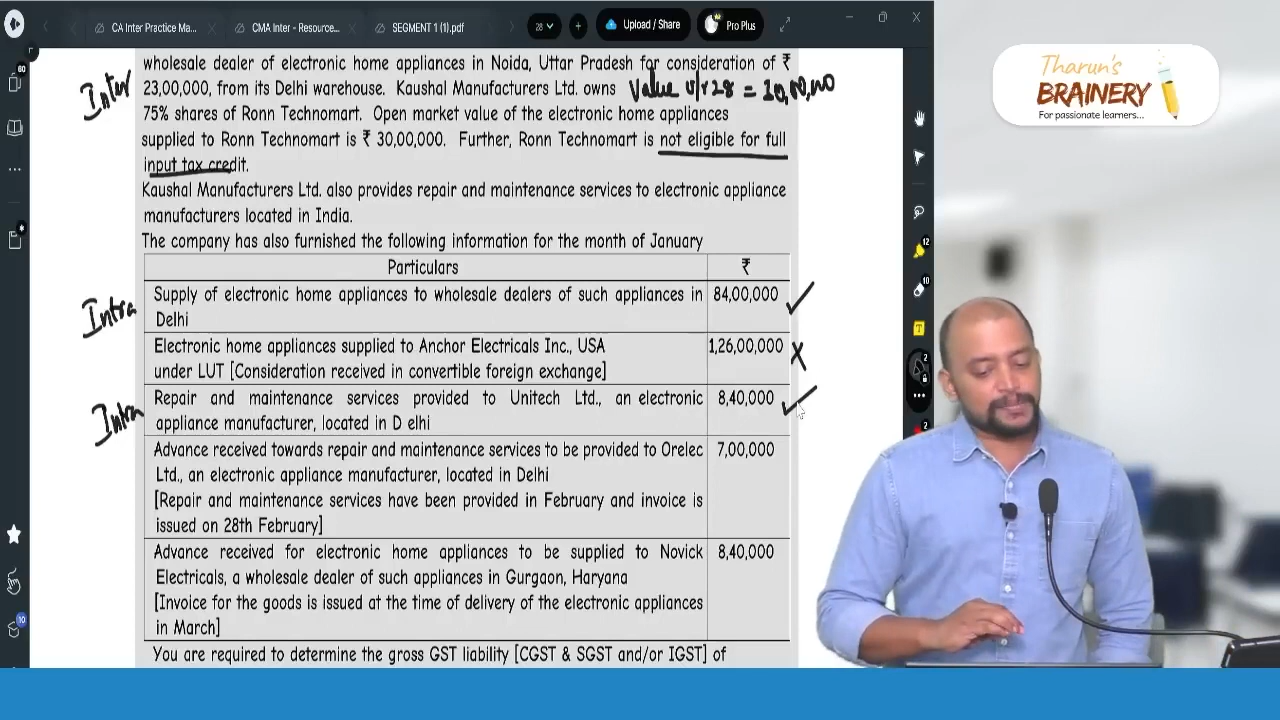 CA Inter Practice Ma...
CMA Inter - Resource...
SEGMENT 1 (1).pdf
28
Upload / Share
Pro Plus
wholesale dealer of electronic home appliances in Noida, Uttar Pradesh for consideration of ₹
23,00,000, from its Delhi warehouse. Kaushal Manufacturers Ltd. owns
Inter
Value u/r 28 = 30,00,000
75% shares of Ronn Technomart. Open market value of the electronic home appliances
supplied to Ronn Technomart is ₹ 30,00,000. Further, Ronn Technomart is not eligible for full
input tax credit.
Kaushal Manufacturers Ltd. also provides repair and maintenance services to electronic appliance
manufacturers located in India.
The company has also furnished the following information for the month of January
Particulars ₹
Intra
Supply of electronic home appliances to wholesale dealers of such appliances in 84,00,000
Delhi
Electronic home appliances supplied to Anchor Electricals Inc., USA 1,26,00,000
under LUT [Consideration received in convertible foreign exchange]
Intra
Repair and maintenance services provided to Unitech Ltd., an electronic 8,40,000
appliance manufacturer, located in D elhi
Advance received towards repair and maintenance services to be provided to Orelec 7,00,000
Ltd., an electronic appliance manufacturer, located in Delhi
[Repair and maintenance services have been provided in February and invoice is
issued on 28th February]
Advance received for electronic home appliances to be supplied to Novick 8,40,000
Electricals, a wholesale dealer of such appliances in Gurgaon, Haryana
[Invoice for the goods is issued at the time of delivery of the electronic appliances
in March]
You are required to determine the gross GST liability [CGST & SGST and/or IGST] of
Tharun's
BRAINERY
For passionate learners...
60
10
12
10
T
2
2